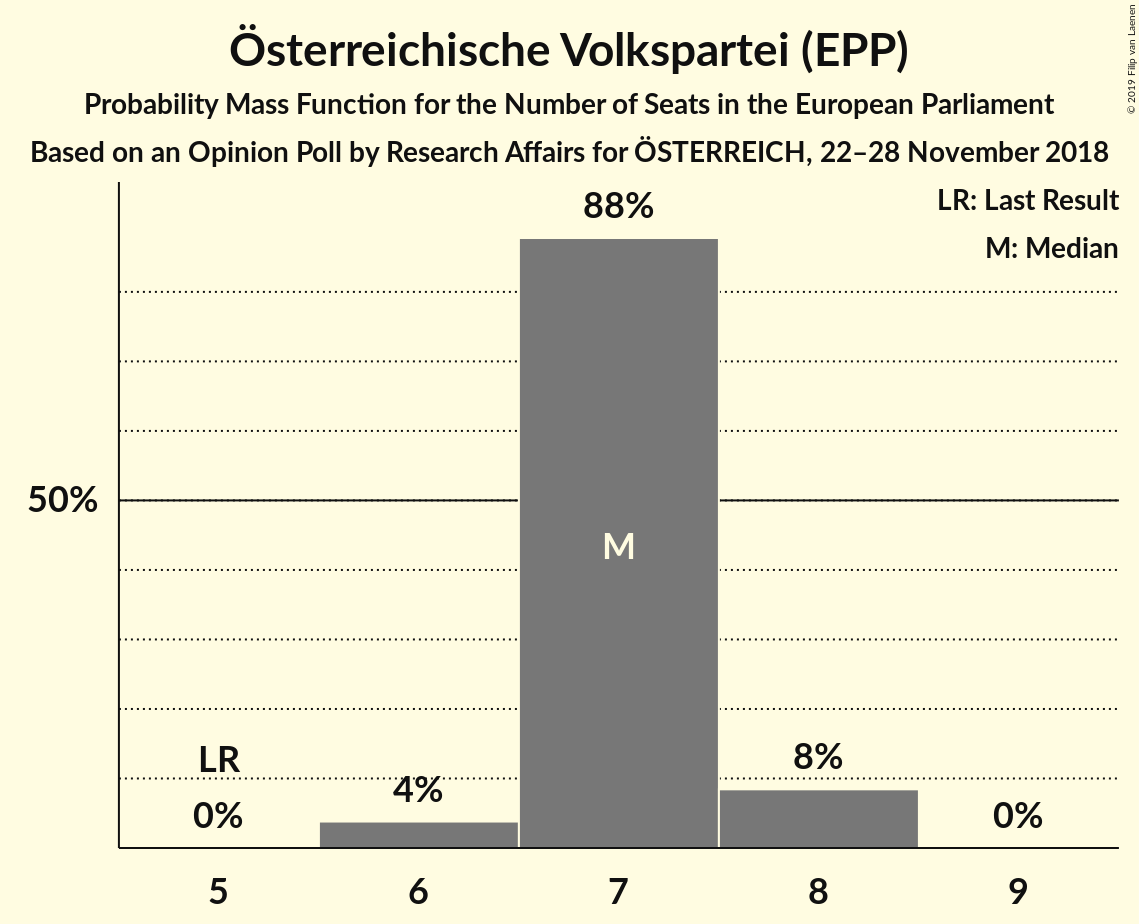 Österreichische Volkspartei (EPP)
Probability Mass Function for the Number of Seats in the European Parliament
Based on an Opinion Poll by Research Affairs for ÖSTERREICH, 22–28 November 2018
© 2019 Filip van Laenen
LR: Last Result
M: Median
88%
50%
M
LR
0%
4%
8%
0%
5 6 7 8 9